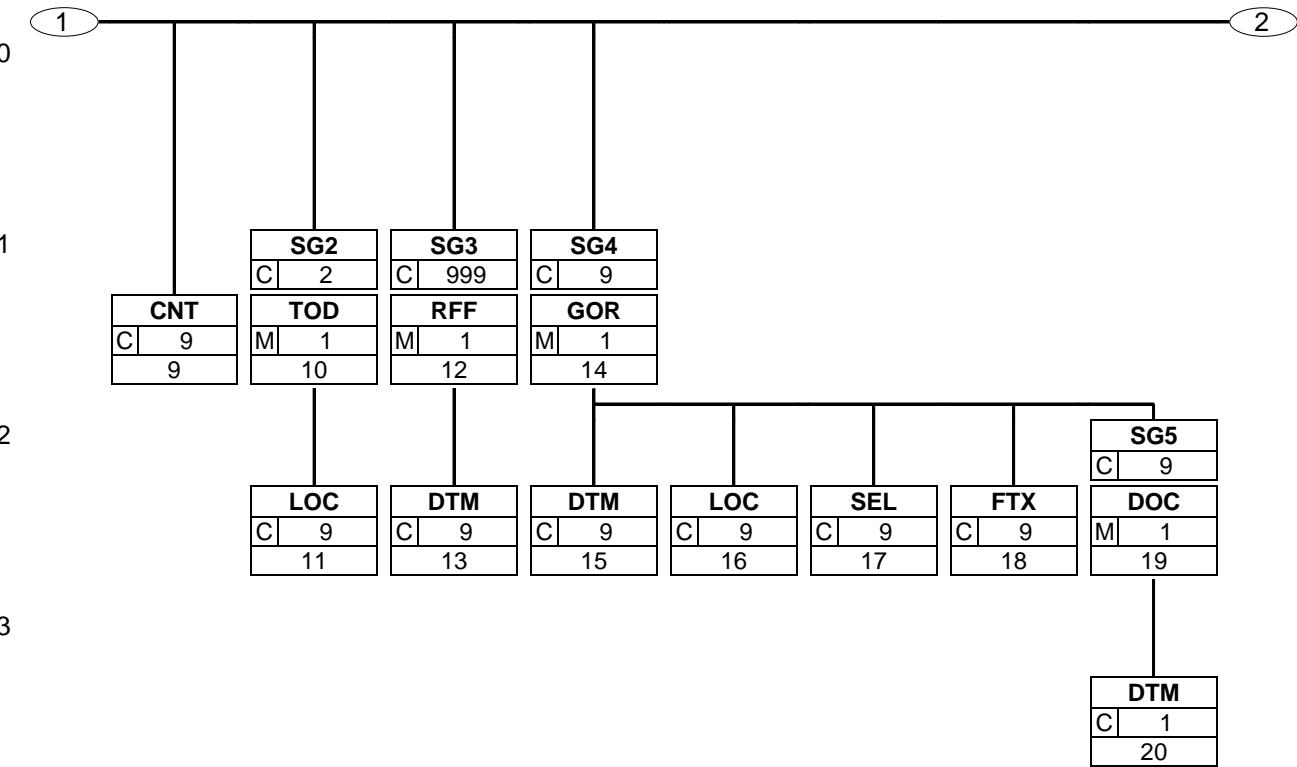 1 2
0
1
SG2 SG3 SG4
C 2 C 999 C 9
CNT TOD RFF GOR
C 9 M 1 M 1 M 1
9 10 12 14
2
SG5
C 9
LOC DTM DTM LOC SEL FTX DOC
C 9 C 9 C 9 C 9 C 9 C 9 M 1
11 13 15 16 17 18 19
3
DTM
C 1
20